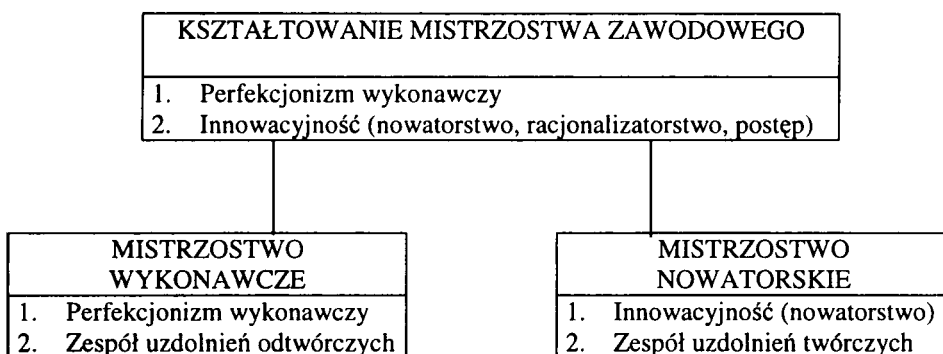 KSZTAŁTOWANIE MISTRZOSTWA ZAWODOWEGO
1. Perfekcjonizm wykonawczy
2. Innowacyjność (nowatorstwo, racjonalizatorstwo, postęp)
MISTRZOSTWO
WYKONAWCZE
1. Perfekcjonizm wykonawczy
2. Zespół uzdolnień odtwórczych
MISTRZOSTWO
NOWATORSKIE
1. Innowacyjność (nowatorstwo)
2. Zespół uzdolnień twórczych